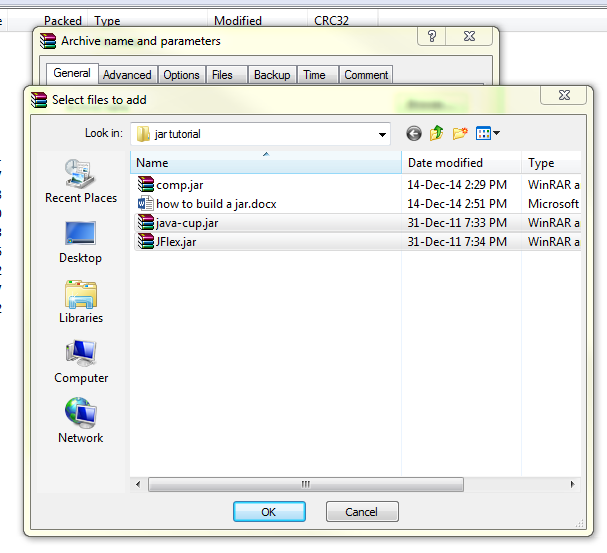 Packed Type Modified CRC32
Archive name and parameters
General Advanced Options Files Backup Time Comment
Select files to add
Look in: jar tutorial
Name Date modified Type
comp.jar 14-Dec-14 2:29 PM WinRAR a
how to build a jar.docx 14-Dec-14 2:51 PM Microsoft
java-cup.jar 31-Dec-11 7:33 PM WinRAR a
JFlex.jar 31-Dec-11 7:34 PM WinRAR a
Recent Places
Desktop
Libraries
Computer
Network
OK Cancel